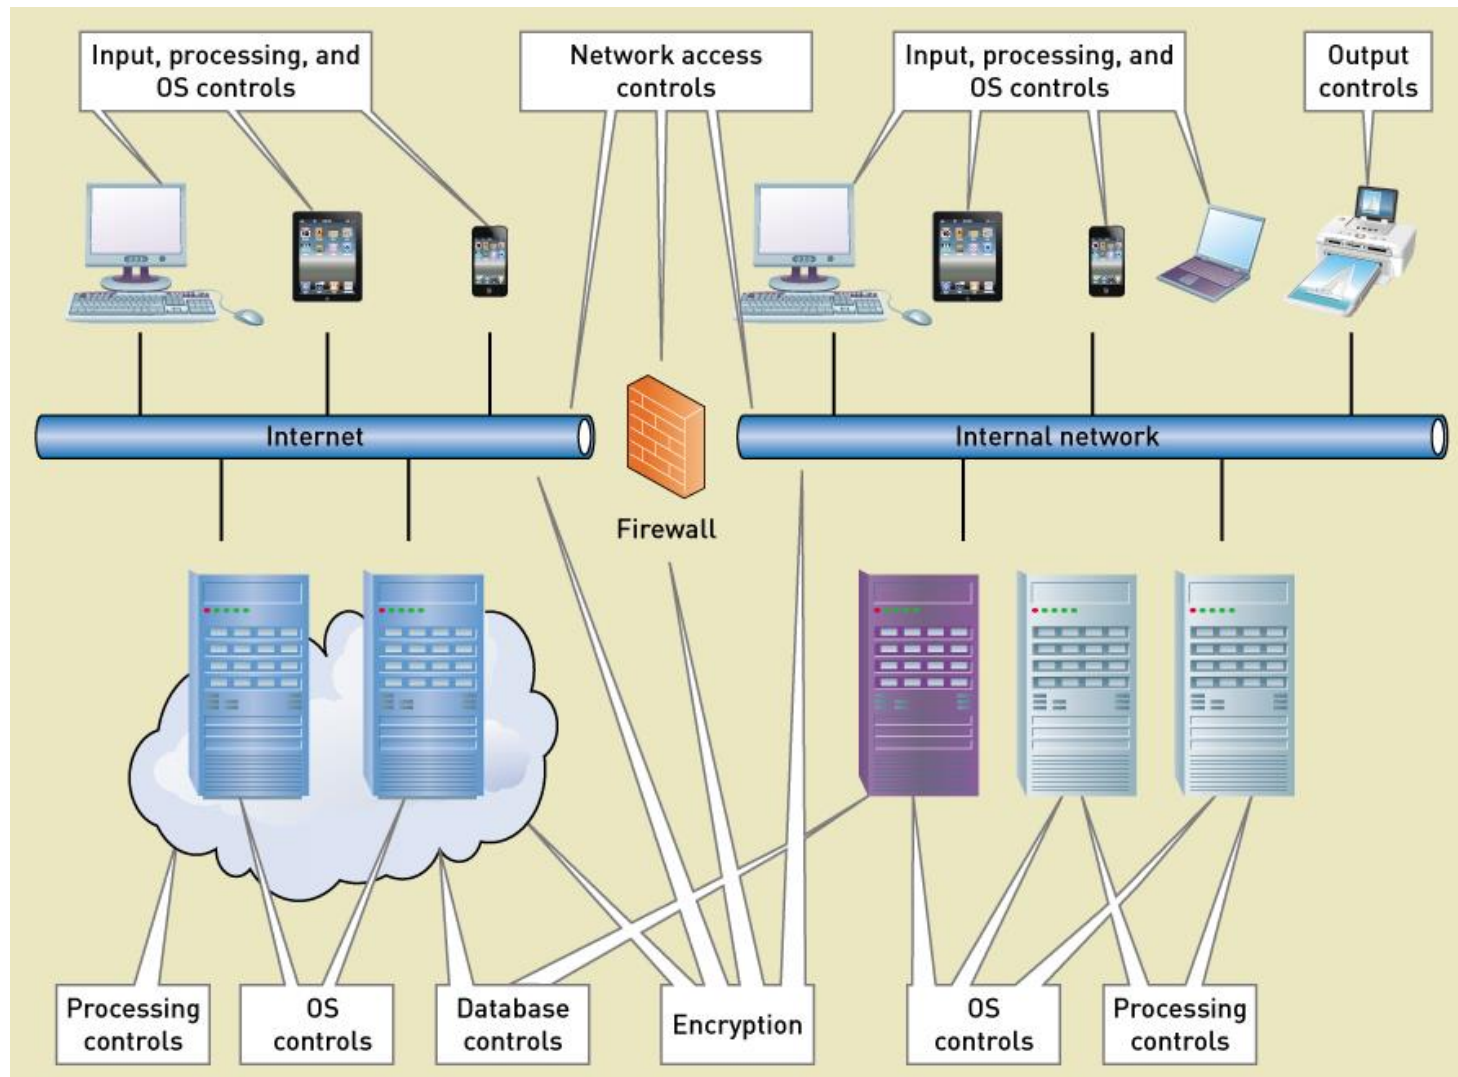 Input, processing, and
OS controls
Network access
controls
Input, processing, and
OS controls
Output
controls
Internet
Internal network
Firewall
Processing
controls
OS
controls
Database
controls
Encryption
OS
controls
Processing
controls